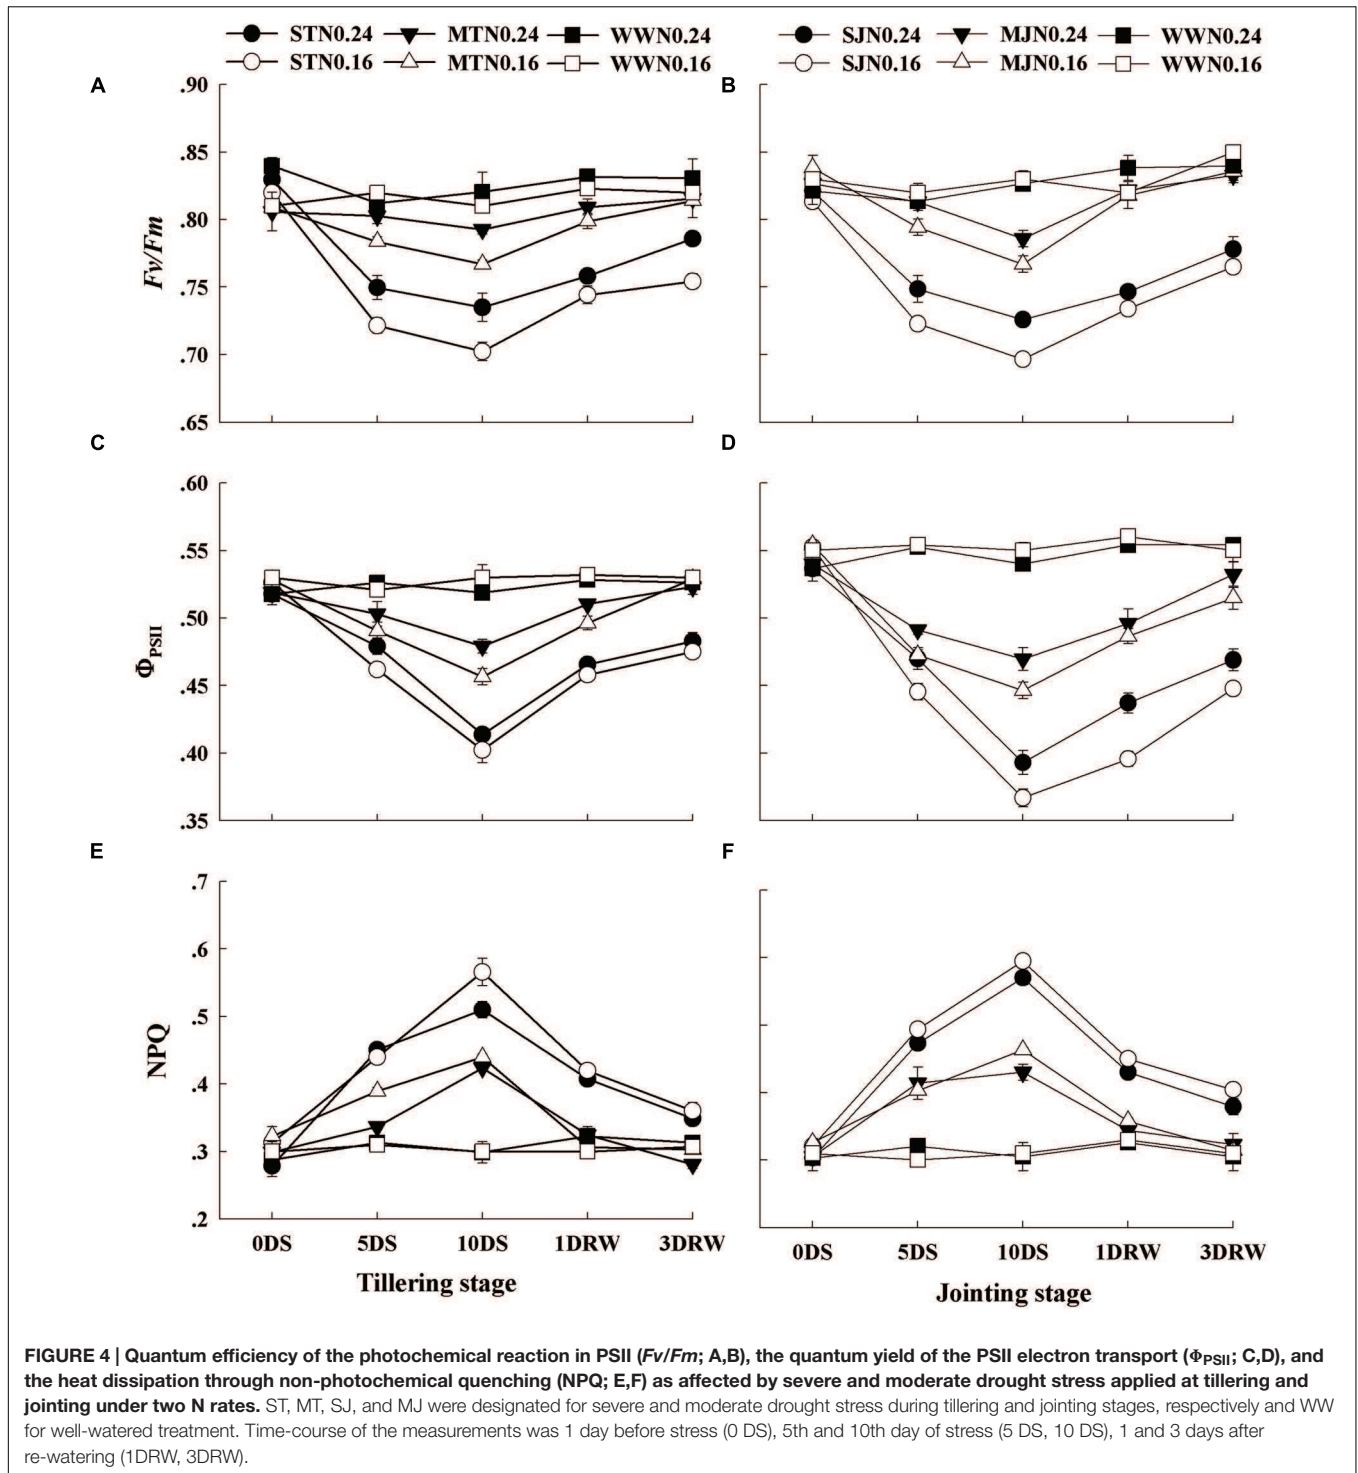 STN0.24 MTN0.24 WWN0.24 SJN0.24 MJN0.24 WWN0.24
STN0.16 MTN0.16 WWN0.16 SJN0.16 MJN0.16 WWN0.16
A B
.90
.85
.80
.75
.70
.65
Fv/Fm
C D
.60
.55
.50
.45
.40
.35
ΦPSII
E F
.7
.6
.5
.4
.3
.2
NPQ
0DS 5DS 10DS 1DRW 3DRW
0DS 5DS 10DS 1DRW 3DRW
Tillering stage
Jointing stage
FIGURE 4 | Quantum efficiency of the photochemical reaction in PSII (Fv/Fm; A,B), the quantum yield of the PSII electron transport (ΦPSII; C,D), and
the heat dissipation through non-photochemical quenching (NPQ; E,F) as affected by severe and moderate drought stress applied at tillering and
jointing under two N rates. ST, MT, SJ, and MJ were designated for severe and moderate drought stress during tillering and jointing stages, respectively and WW
for well-watered treatment. Time-course of the measurements was 1 day before stress (0 DS), 5th and 10th day of stress (5 DS, 10 DS), 1 and 3 days after
re-watering (1DRW, 3DRW).